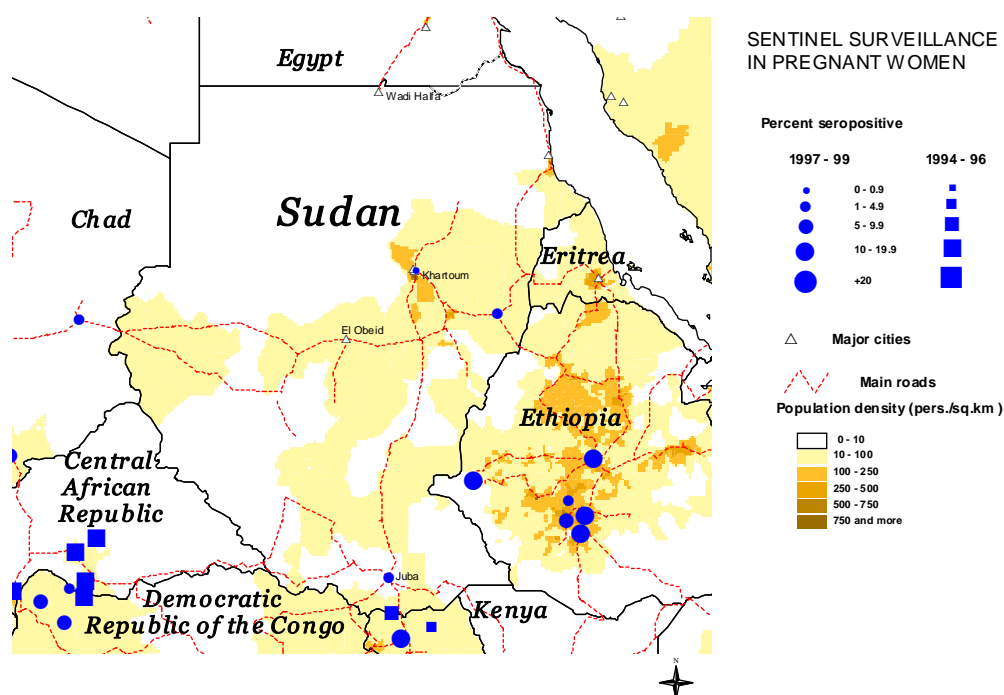 SENTINEL SURVEILLANCE
IN PREGNANT WOMEN
Percent seropositive
1997 - 99
1994 - 96
0 - 0.9
1 - 4.9
5 - 9.9
10 - 19.9
+20
Major cities
Main roads
Population density (pers./sq.km )
0 - 10
10 - 100
100 - 250
250 - 500
500 - 750
750 and more
Egypt
Wadi Halfa
Chad
Sudan
Eritrea
Khartoum
El Obeid
Ethiopia
Central
African
Republic
Juba
Democratic
Republic of the Congo
Kenya
N